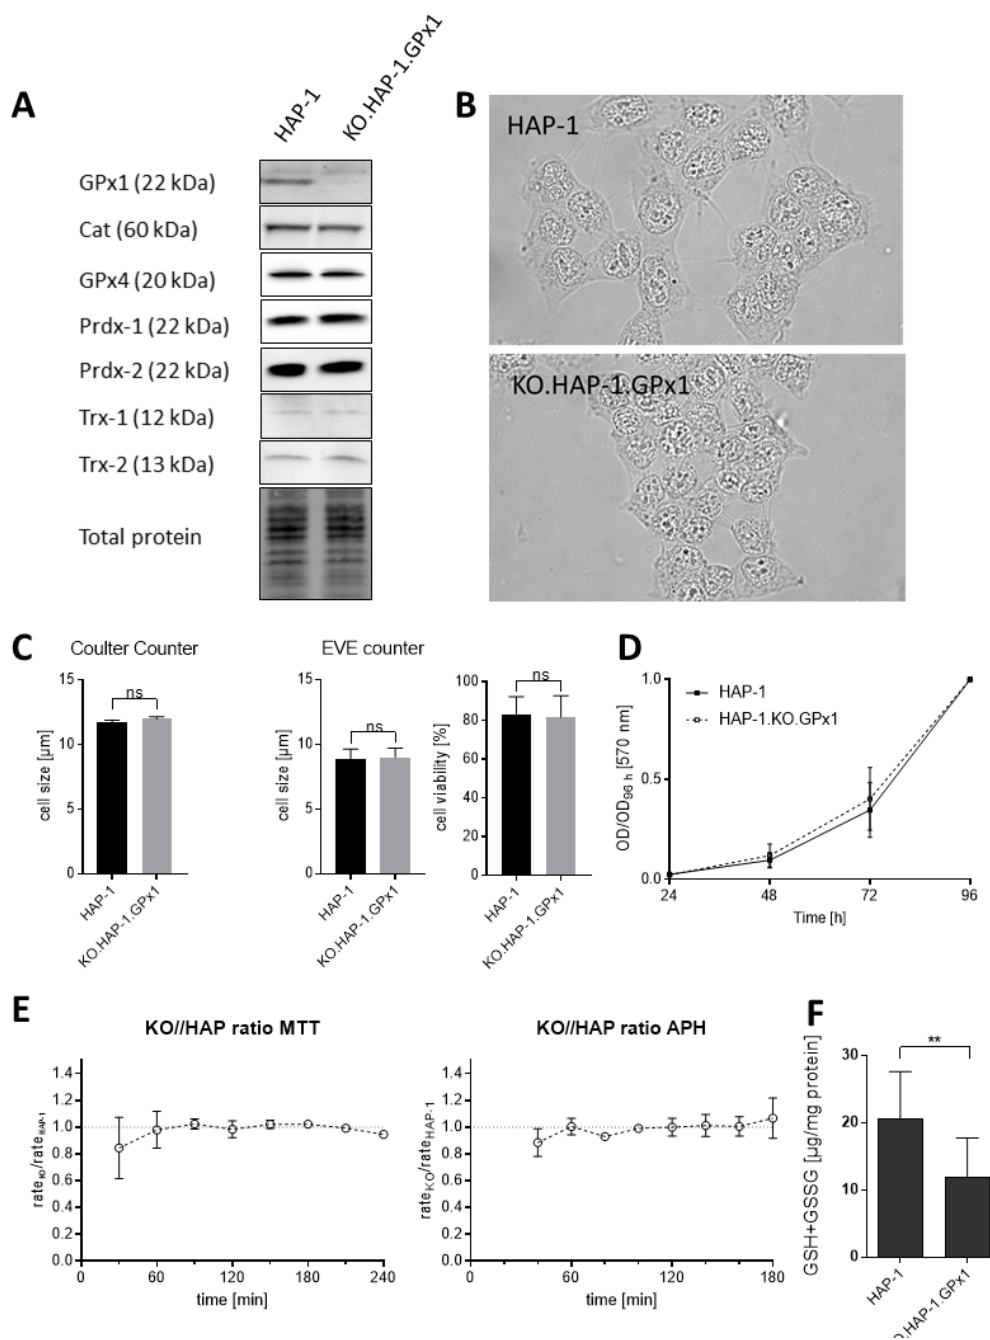 A
HAP-1
KO.HAP-1.GPx1
GPx1 (22 kDa)
Cat (60 kDa)
GPx4 (20 kDa)
Prdx-1 (22 kDa)
Prdx-2 (22 kDa)
Trx-1 (12 kDa)
Trx-2 (13 kDa)
Total protein
B
HAP-1
KO.HAP-1.GPx1
C
Coulter Counter
15
10
5
0
cell size [µm]
ns
HAP-1
KO.HAP-1.GPx1
EVE counter
15
10
5
0
cell size [µm]
ns
HAP-1
KO.HAP-1.GPx1
100
80
60
40
20
0
cell viability [%]
ns
HAP-1
KO.HAP-1.GPx1
D
1.0
0.5
0.0
OD/OD96 h [570 nm]
HAP-1
HAP-1.KO.GPx1
24 48 72 96
Time [h]
E
KO//HAP ratio MTT
1.4
1.2
1.0
0.8
0.6
0.4
0.2
0.0
rateKO/rateHAP-1
0 60 120 180 240
time [min]
KO//HAP ratio APH
1.4
1.2
1.0
0.8
0.6
0.4
0.2
0.0
rateKO/rateHAP-1
0 60 120 180
time [min]
F
30
20
10
0
GSH+GSSG [µg/mg protein]
**
HAP-1
KO.HAP-1.GPx1